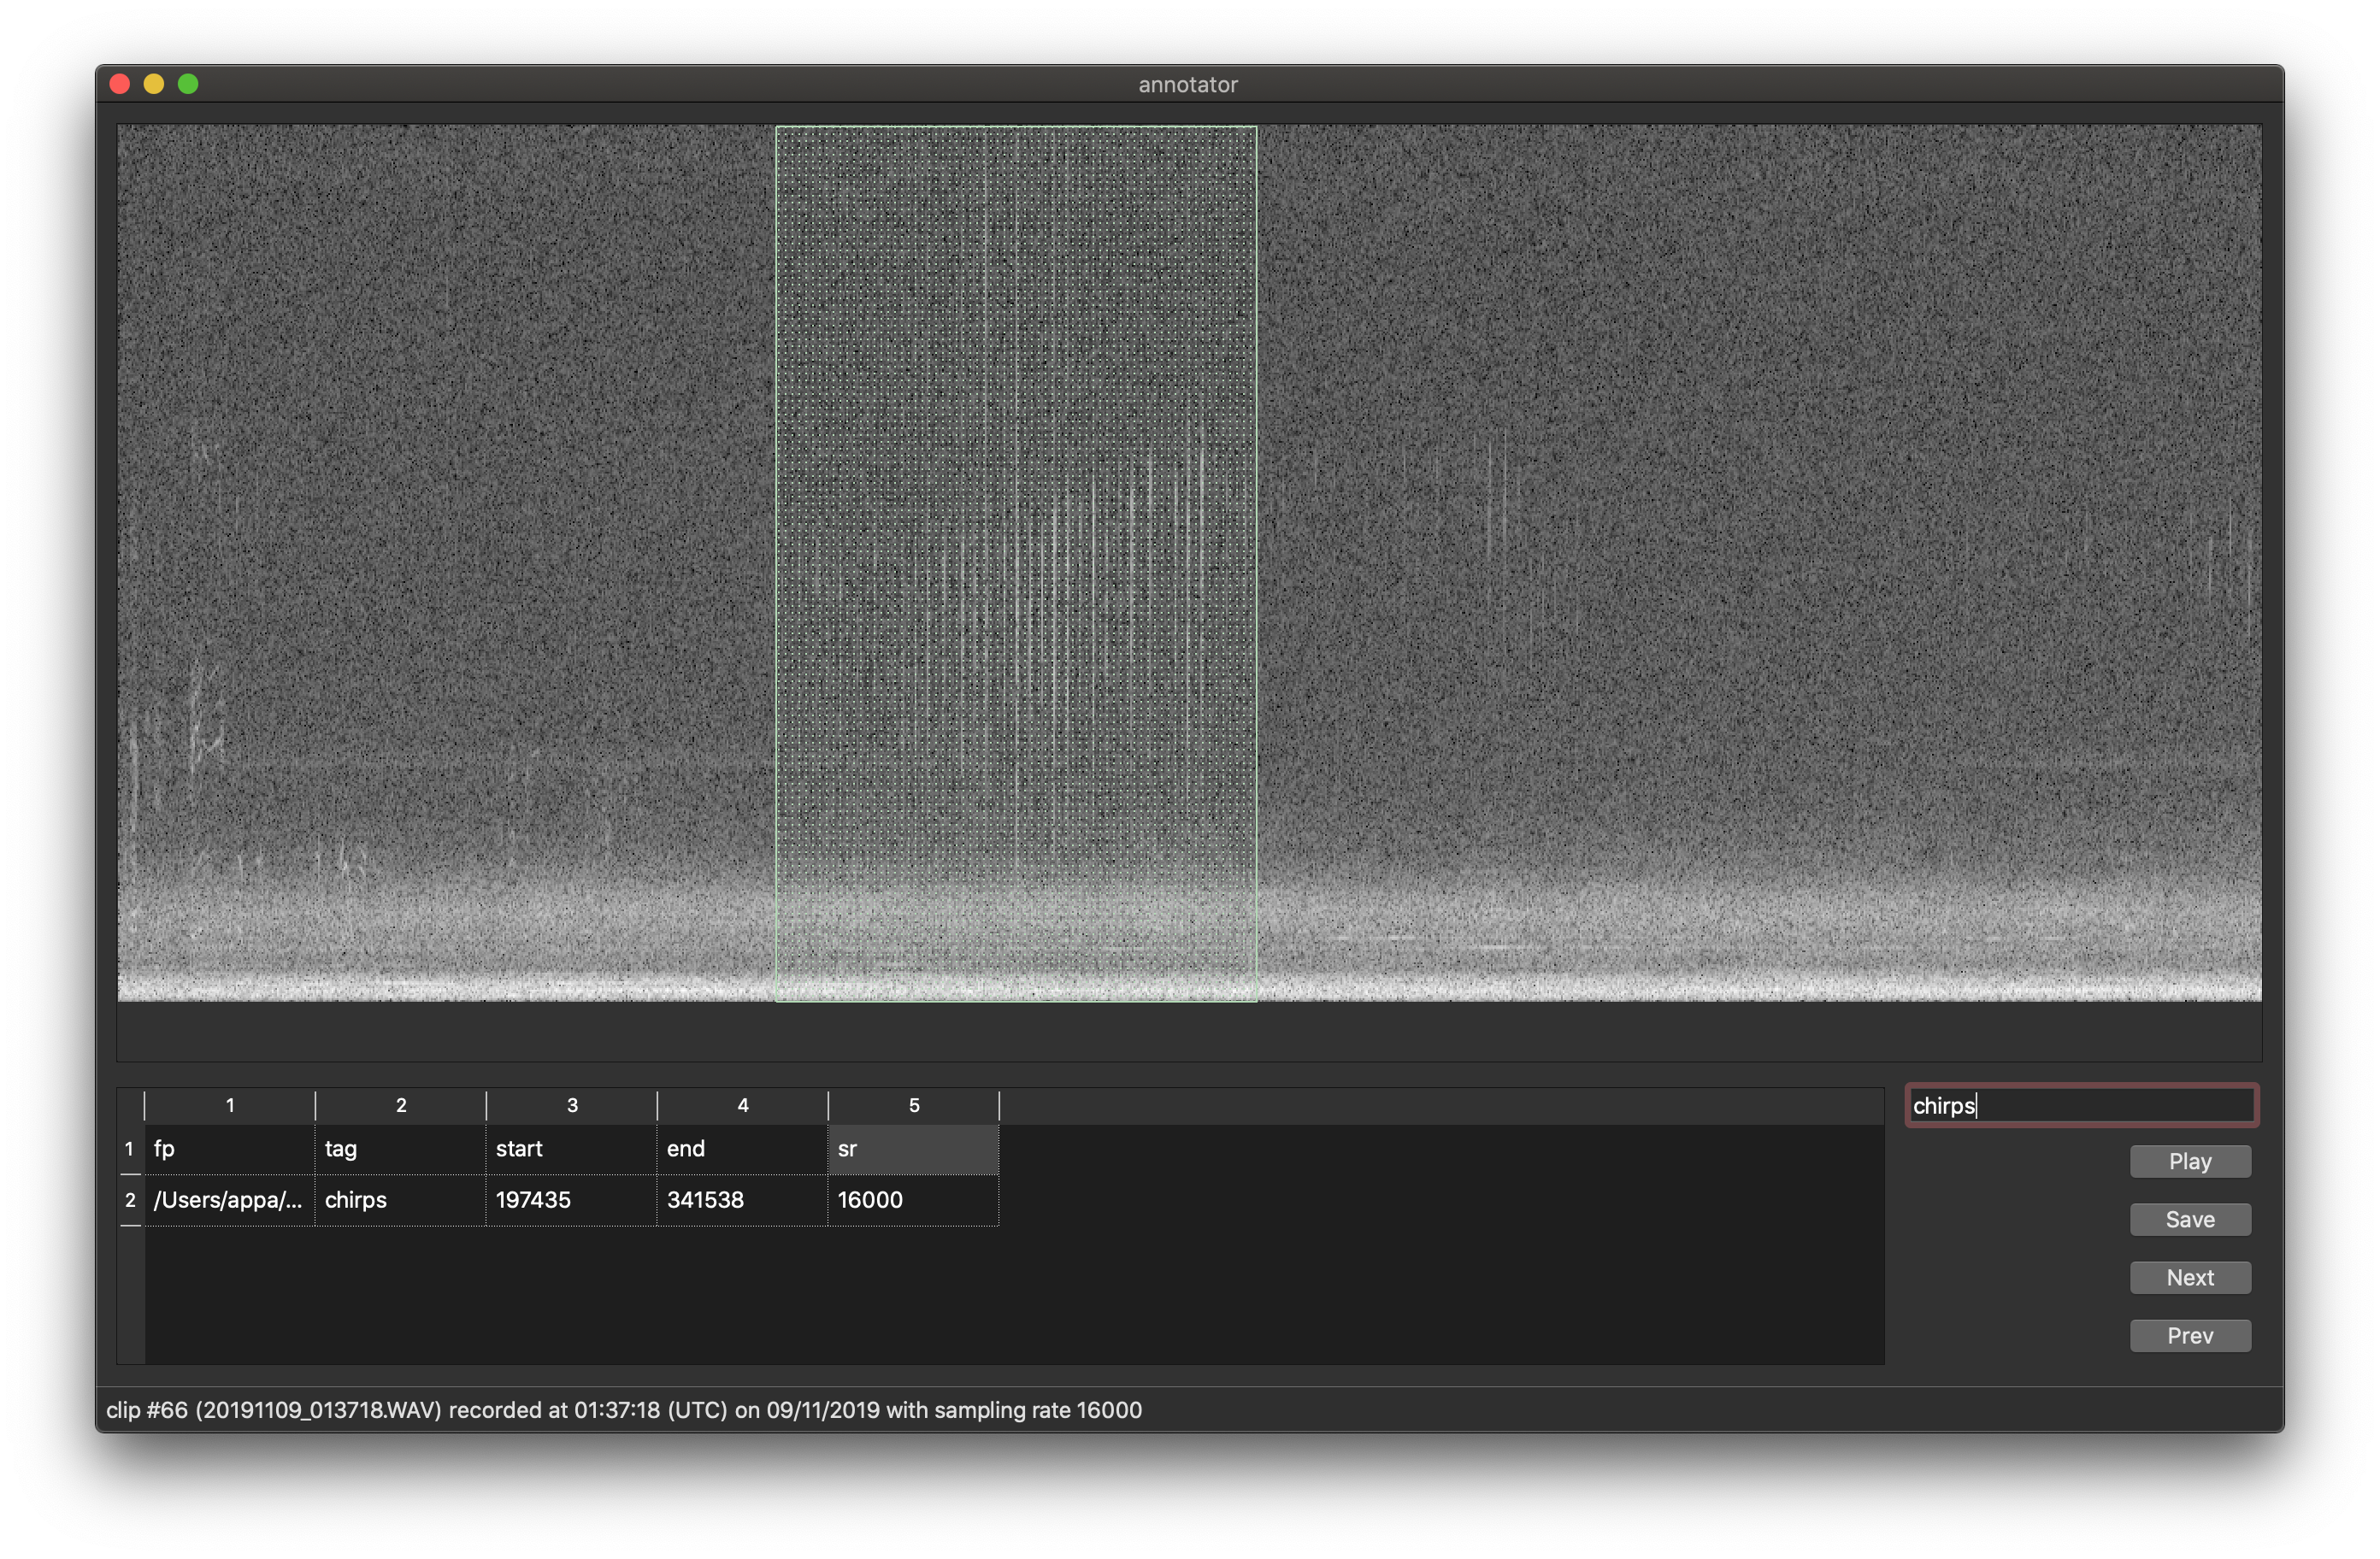 annotator
1 2 3 4 5
1 fp tag start end sr
2 /Users/appa/... chirps 197435 341538 16000
chirps
Play
Save
Next
Prev
clip #66 (20191109_013718.WAV) recorded at 01:37:18 (UTC) on 09/11/2019 with sampling rate 16000